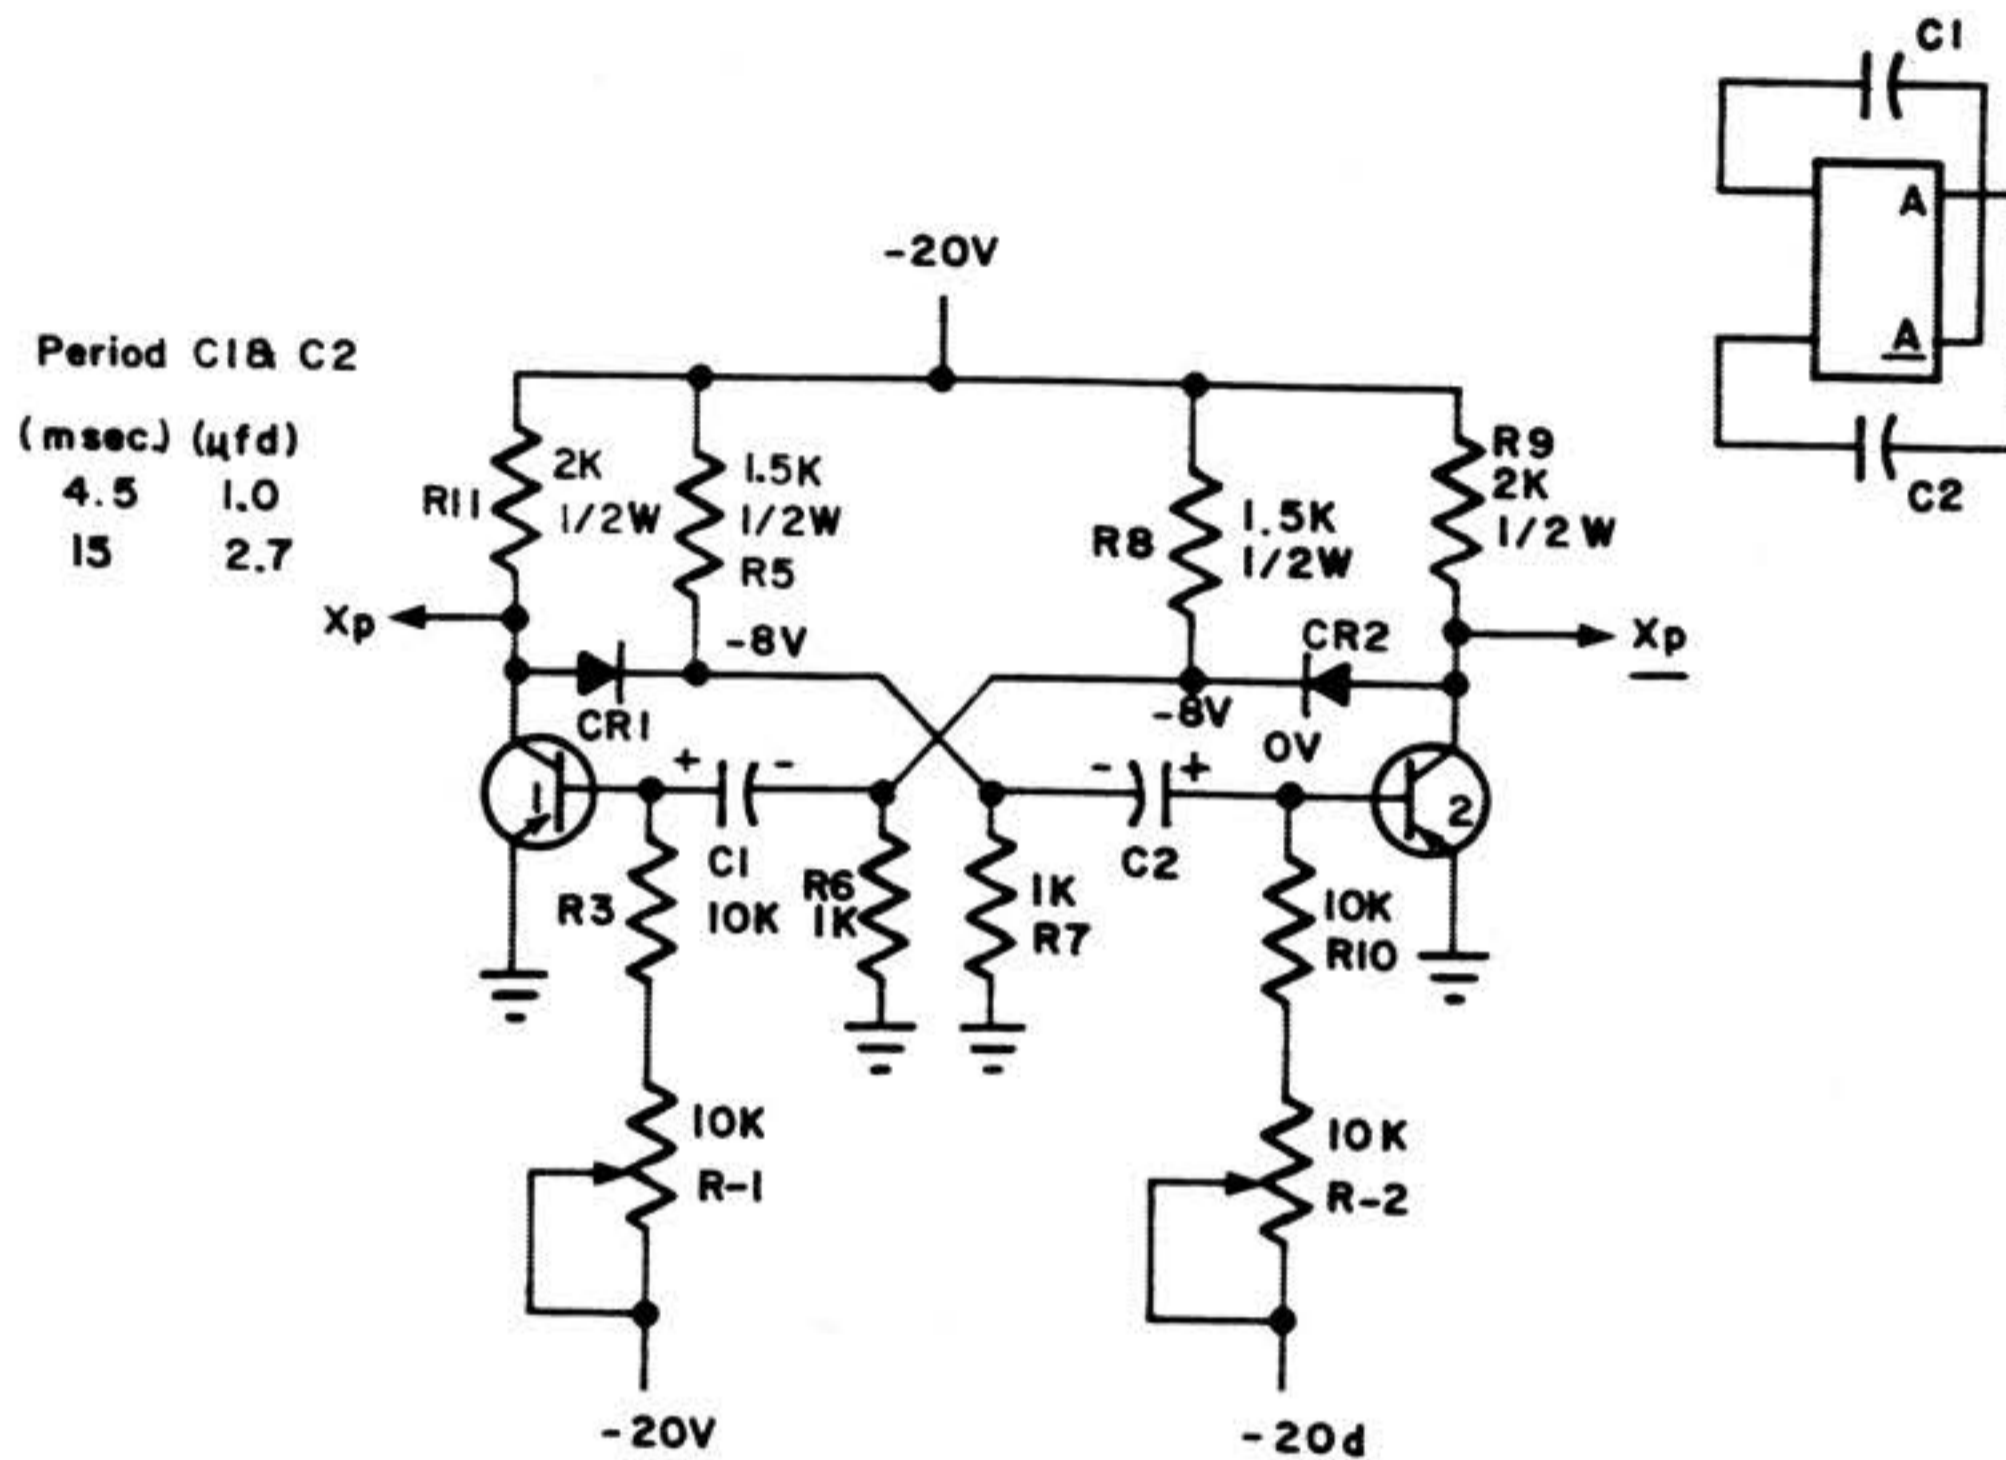 C1
A
A
C2
-20V
Period C1& C2
(msec.) (µfd)
4.5 1.0
15 2.7
R11
2K
1/2W
1.5K
1/2W
R5
R8
1.5K
1/2W
R9
2K
1/2W
Xp
-8V
CR1
-8V
CR2
0V
Xp
1
+ -
C1
- +
C2
2
R3
10K
R6
1K
1K
R7
10K
R10
10K
R-1
10K
R-2
-20V
-20d